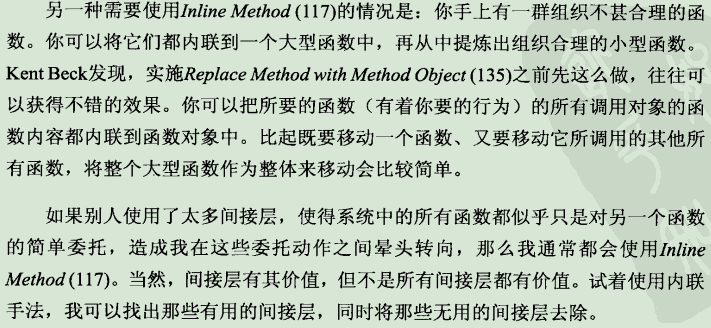 另一种需要使用Inline Method (117)的情况是：你手上有一群组织不甚合理的函
数。你可以将它们都内联到一个大型函数中，再从中提炼出组织合理的小型函数。
Kent Beck发现，实施Replace Method with Method Object (135)之前先这么做，往往可
以获得不错的效果。你可以把所要的函数（有着你要的行为）的所有调用对象的函
数内容都内联到函数对象中。比起既要移动一个函数、又要移动它所调用的其他所
有函数，将整个大型函数作为整体来移动会比较简单。
如果别人使用了太多间接层，使得系统中的所有函数都似乎只是对另一个函数
的简单委托，造成我在这些委托动作之间晕头转向，那么我通常都会使用Inline
Method (117)。当然，间接层有其价值，但不是所有间接层都有价值。试着使用内联
手法，我可以找出那些有用的间接层，同时将那些无用的间接层去除。